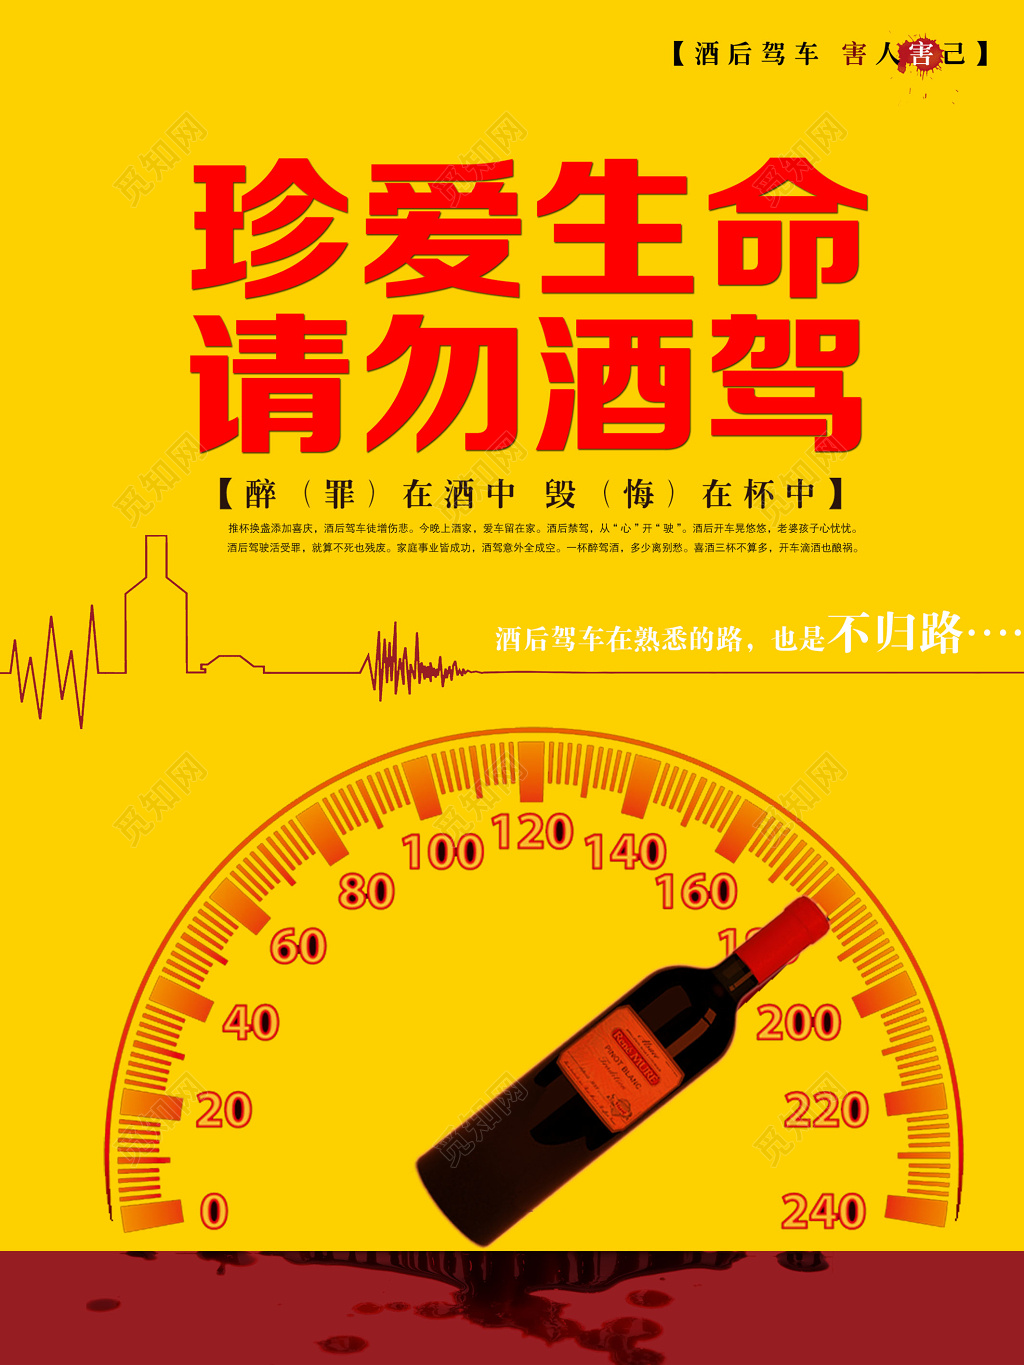 【酒后驾车 害人害己】
珍爱生命
请勿酒驾
【醉（罪）在酒中 毁（悔）在杯中】
推杯换盏添加喜庆，酒后驾车徒增伤悲。今晚上酒家，爱车留在家。酒后禁驾，从“心”开“驶”。酒后开车晃悠悠，老婆孩子心忧忧。
酒后驾驶活受罪，就算不死也残废。家庭事业皆成功，酒驾意外全成空。一杯醉驾酒，多少离别愁。喜酒三杯不算多，开车滴酒也酿祸。
酒后驾车在熟悉的路，也是不归路····
120
100
140
80
160
60
40
200
20
220
0
240
René MURE
PINOT BLANC
Tradition
觅知网